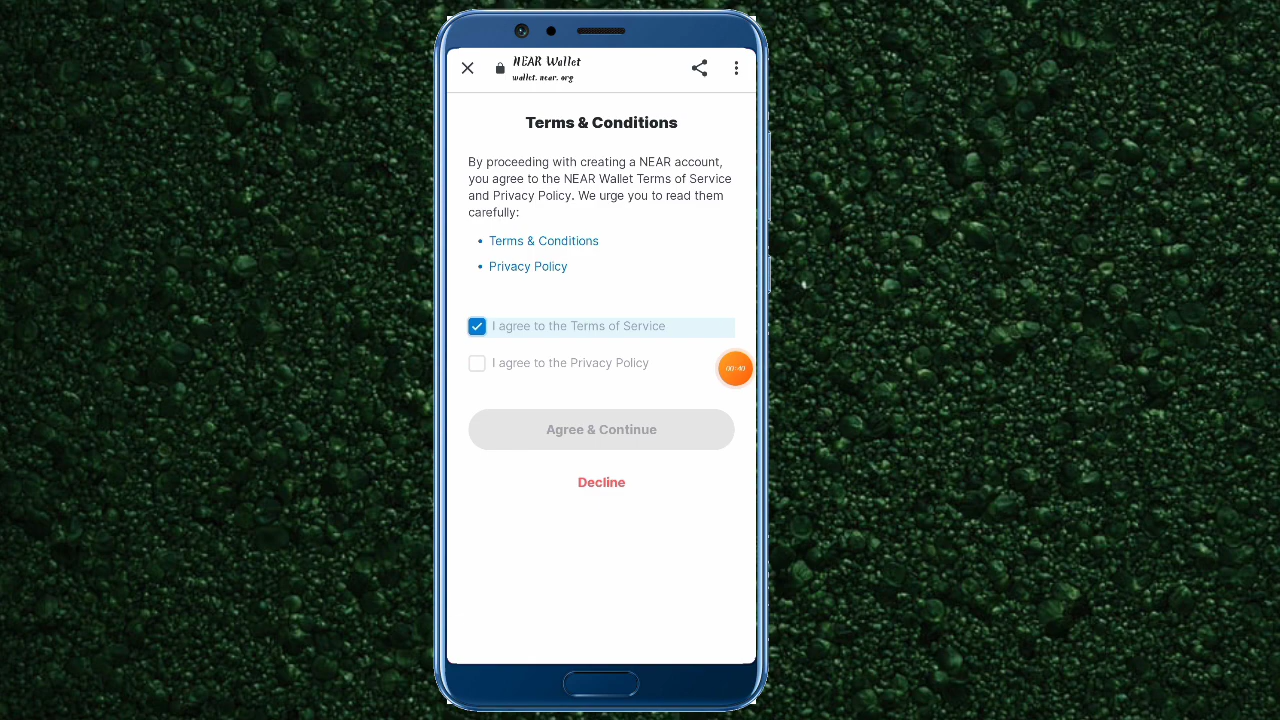 NEAR Wallet
wallet.near.org
Terms & Conditions
By proceeding with creating a NEAR account,
you agree to the NEAR Wallet Terms of Service
and Privacy Policy. We urge you to read them
carefully:
• Terms & Conditions
• Privacy Policy
I agree to the Terms of Service
I agree to the Privacy Policy
00:40
Agree & Continue
Decline